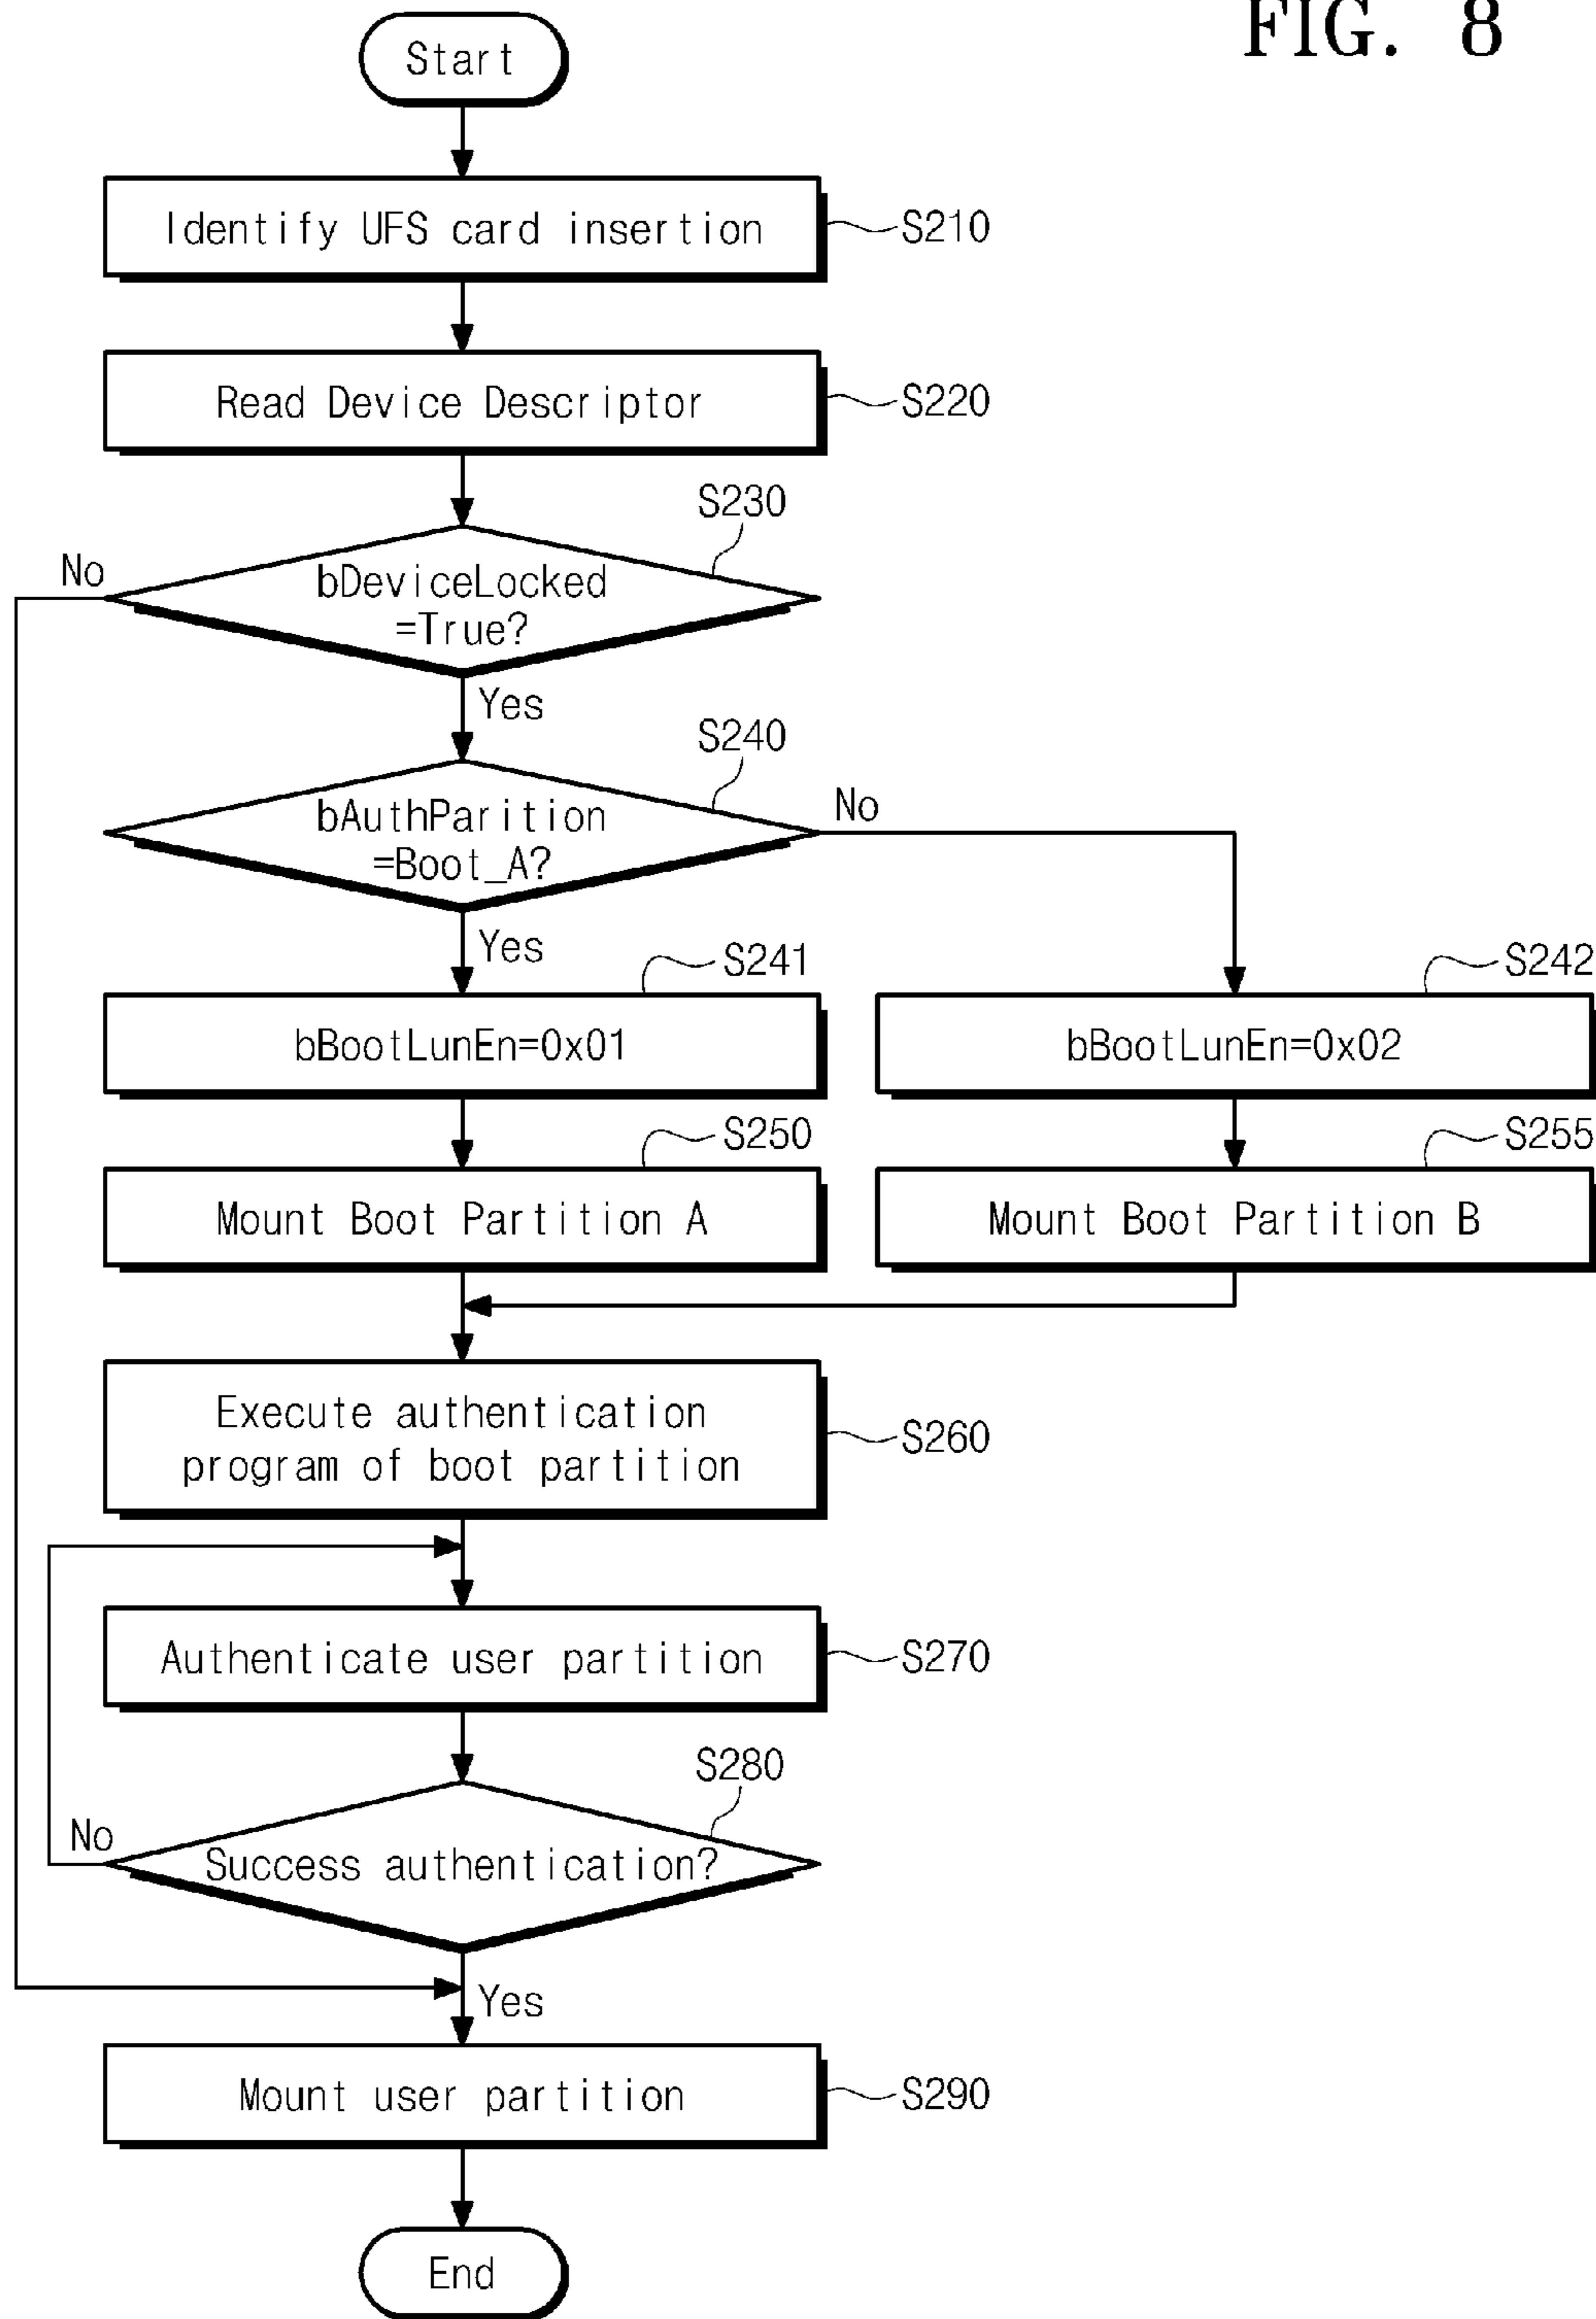 FIG. 8
Start
Identify UFS card insertion
S210
Read Device Descriptor
S220
S230
No
bDeviceLocked
=True?
Yes
S240
bAuthParition
=Boot_A?
No
Yes
S241
S242
bBootLunEn=0x01
bBootLunEn=0x02
S250
S255
Mount Boot Partition A
Mount Boot Partition B
Execute authentication
program of boot partition
S260
Authenticate user partition
S270
S280
No
Success authentication?
Yes
Mount user partition
S290
End